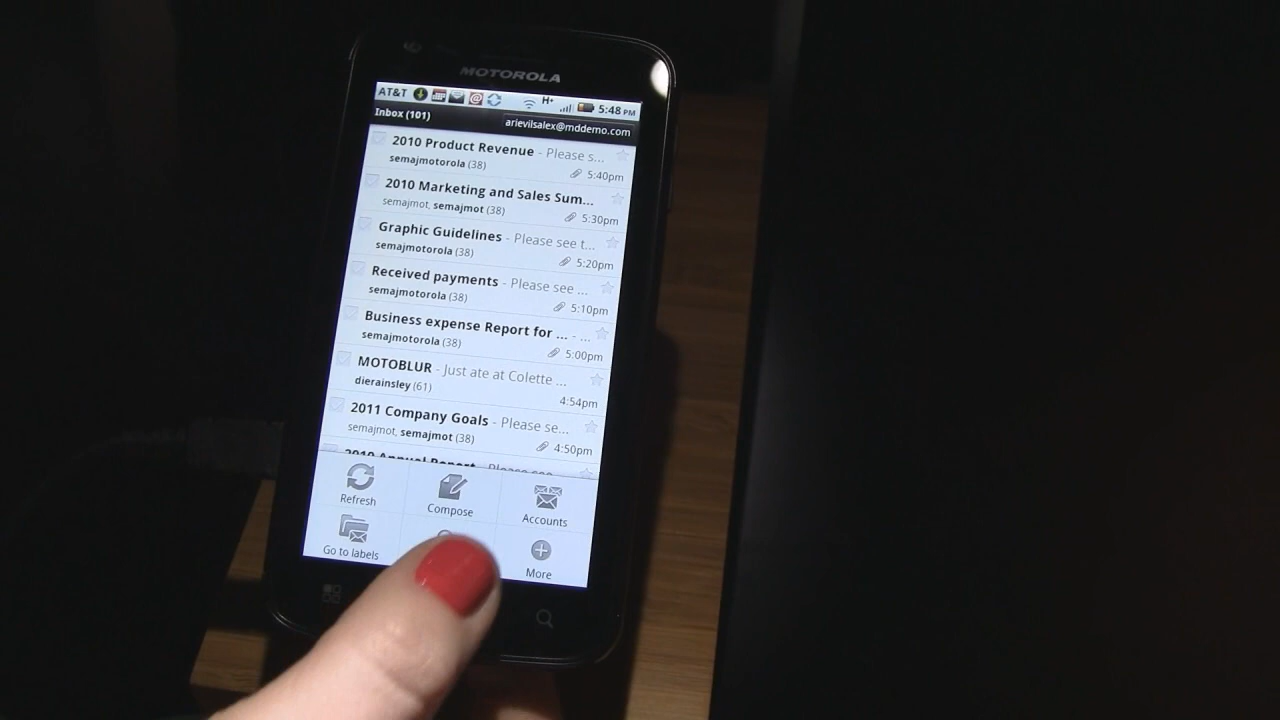 MOTOROLA
AT&T H+ 5:48 PM
Inbox (101) arievilsalex@mddemo.com
2010 Product Revenue - Please s...
semajmotorola (38) 5:40pm
2010 Marketing and Sales Sum...
semajmot, semajmot (38) 5:30pm
Graphic Guidelines - Please see t...
semajmotorola (38) 5:20pm
Received payments - Please see ...
semajmotorola (38) 5:10pm
Business expense Report for ... - ...
semajmotorola (38) 5:00pm
MOTOBLUR - Just ate at Colette ...
dierainsley (61) 4:54pm
2011 Company Goals - Please se...
semajmot, semajmot (38) 4:50pm
2010 Annual Report - Please see
Refresh Compose Accounts
Go to labels More